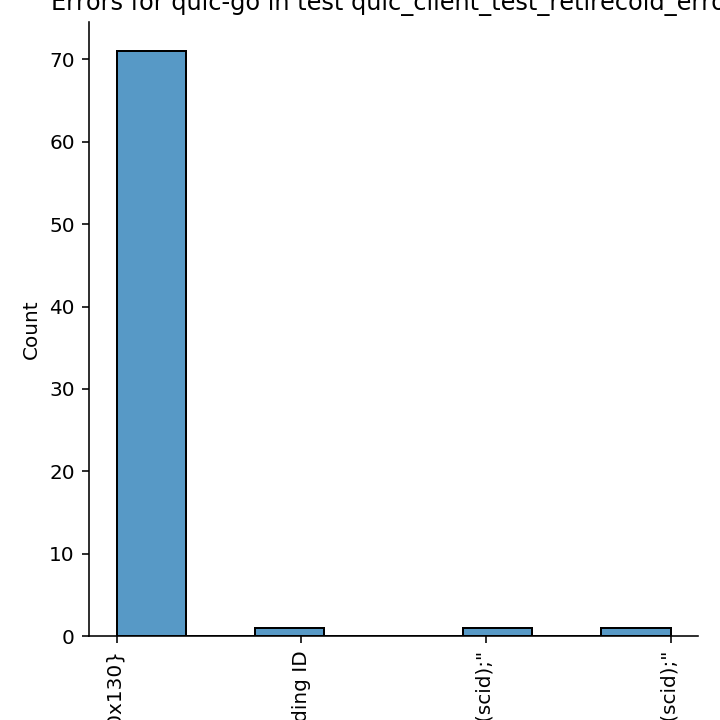 Errors for quic-go in test quic_client_test_retirecoid_erro
70
60
50
40
30
20
10
0
Count
0x130}
ding ID
(scid);"
(scid);"